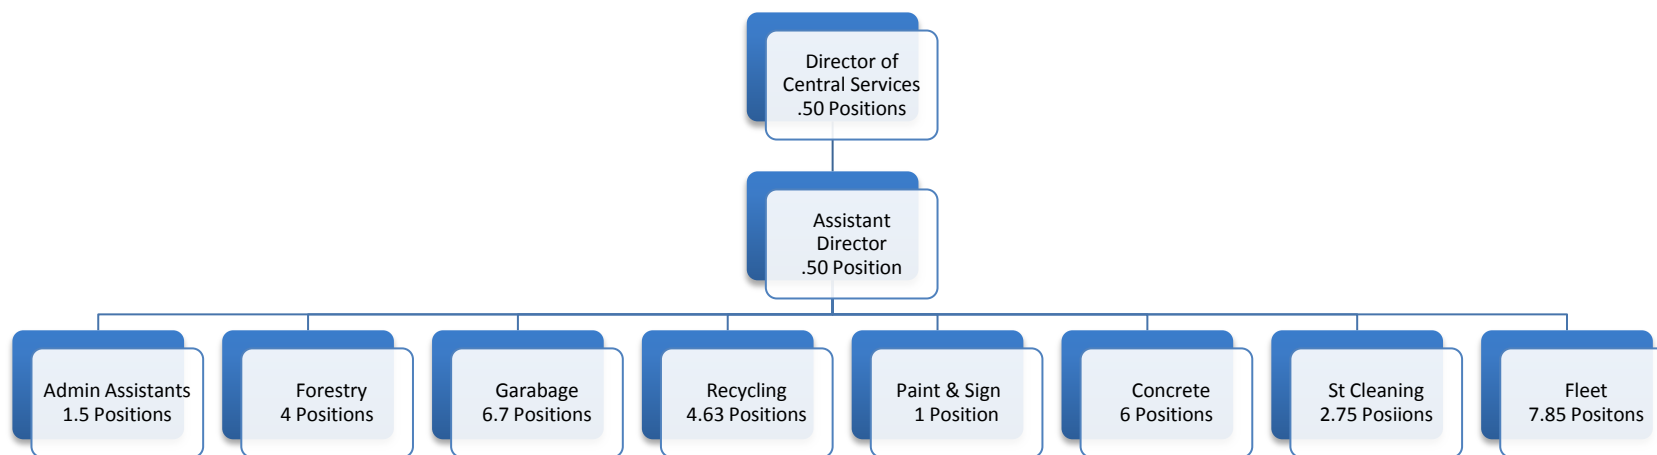 Director of
Central Services
.50 Positions
Assistant
Director
.50 Position
Admin Assistants
1.5 Positions
Forestry
4 Positions
Garabage
6.7 Positions
Recycling
4.63 Positions
Paint & Sign
1 Position
Concrete
6 Positions
St Cleaning
2.75 Posiions
Fleet
7.85 Positons